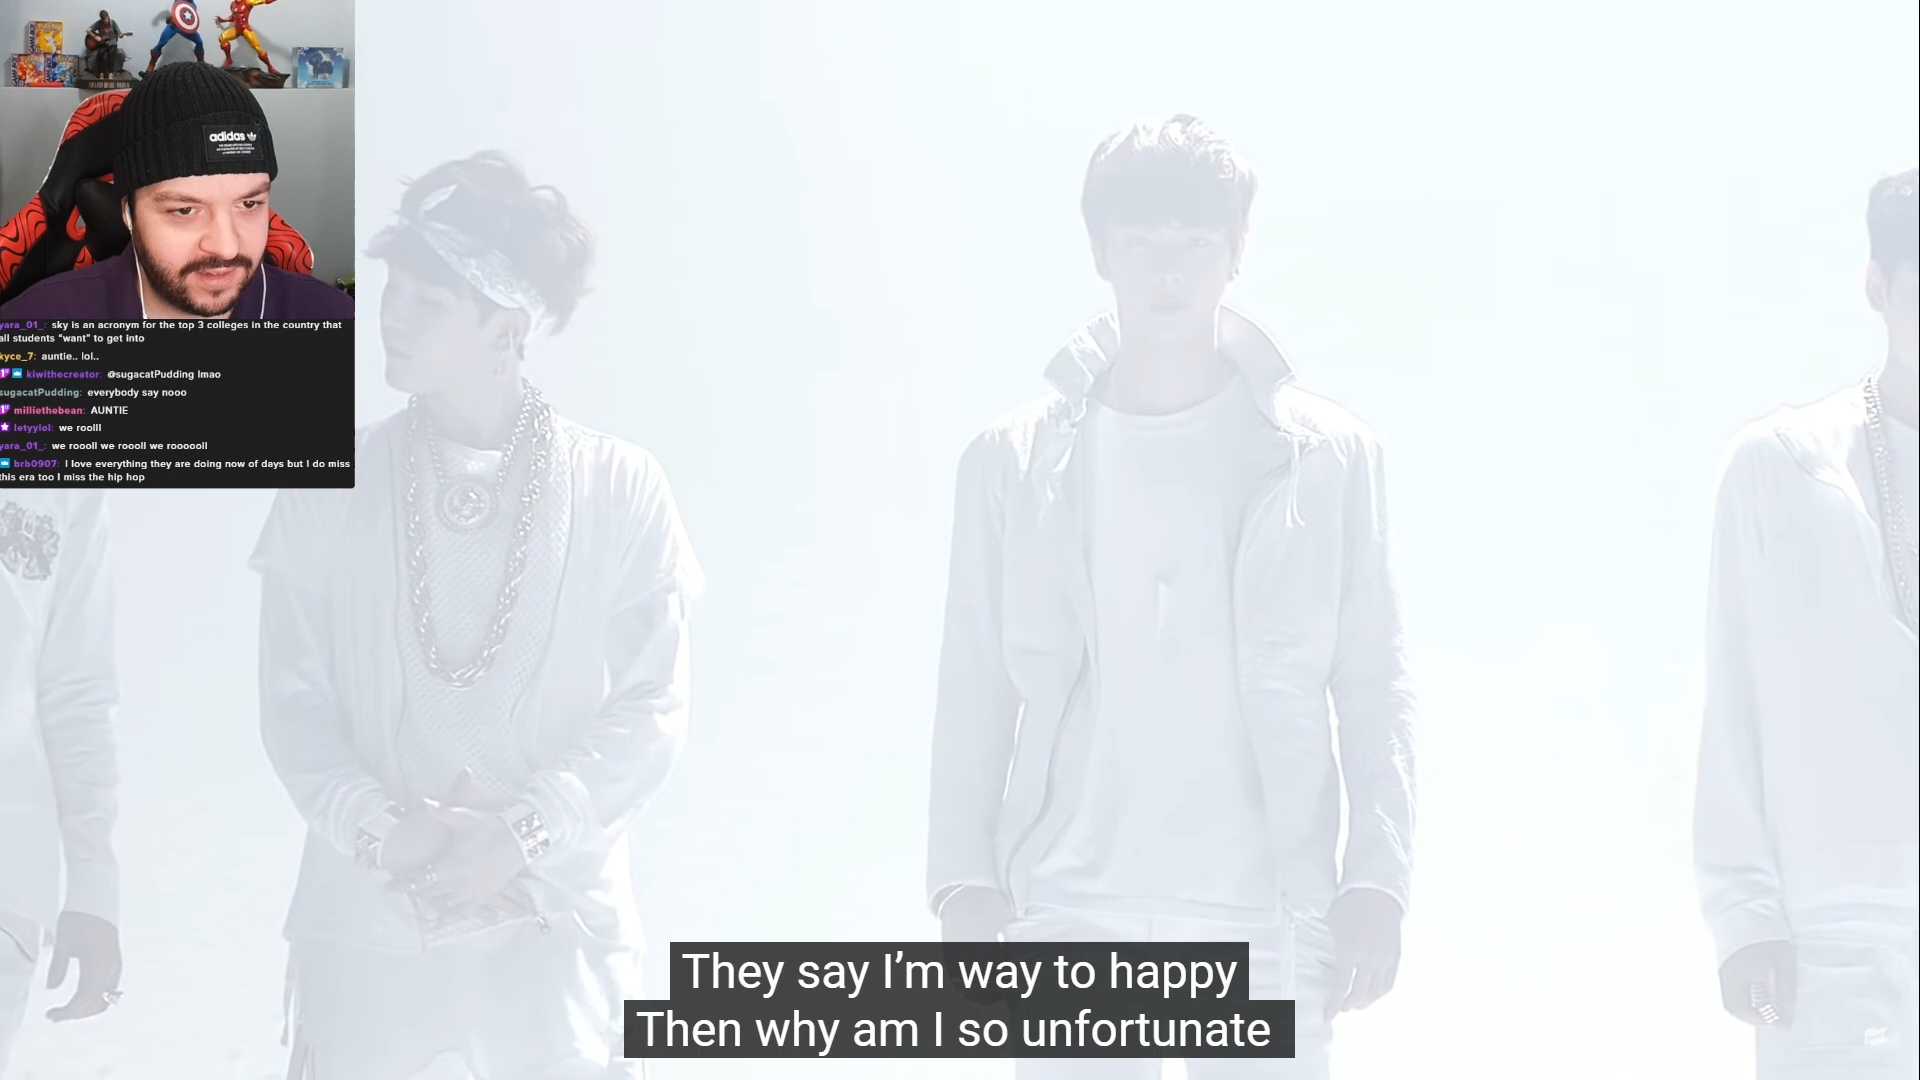 adidas
yara_01_: sky is an acronym for the top 3 colleges in the country that
all students "want" to get into
kyce_7: auntie.. lol..
kiwithecreator: @sugacatPudding lmao
sugacatPudding: everybody say nooo
milliethebean: AUNTIE
letyylol: we roolll
yara_01_: we roooll we roooll we roooooll
brb0907: I love everything they are doing now of days but I do miss
this era too I miss the hip hop
They say I'm way to happy
Then why am I so unfortunate